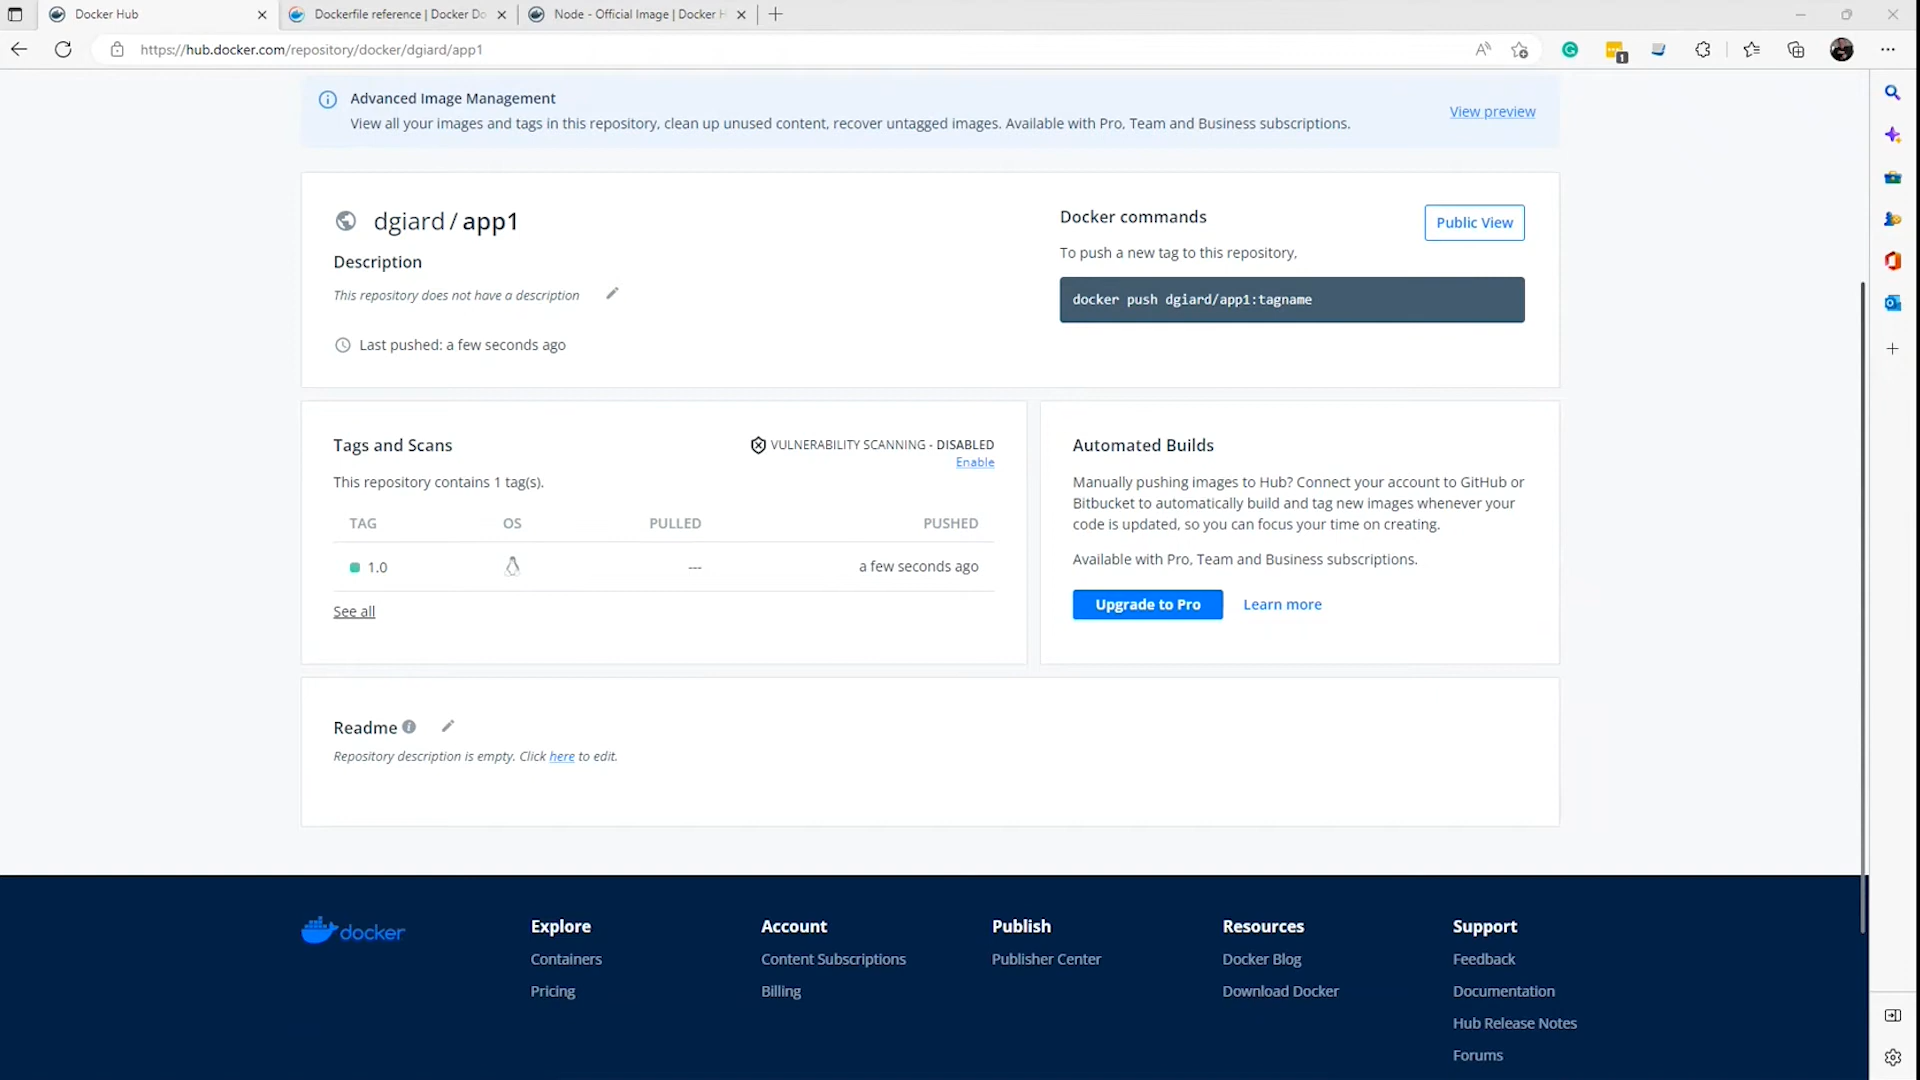 Docker Hub
Dockerfile reference | Docker Do
Node - Official Image | Docker H
https://hub.docker.com/repository/docker/dgiard/app1
1
Advanced Image Management
View all your images and tags in this repository, clean up unused content, recover untagged images. Available with Pro, Team and Business subscriptions.
View preview
dgiard / app1
Description
This repository does not have a description
Last pushed: a few seconds ago
Docker commands
Public View
To push a new tag to this repository,
docker push dgiard/app1:tagname
Tags and Scans
VULNERABILITY SCANNING - DISABLED
Enable
This repository contains 1 tag(s).
TAG OS PULLED PUSHED
1.0 --- a few seconds ago
See all
Automated Builds
Manually pushing images to Hub? Connect your account to GitHub or
Bitbucket to automatically build and tag new images whenever your
code is updated, so you can focus your time on creating.
Available with Pro, Team and Business subscriptions.
Upgrade to Pro
Learn more
Readme
Repository description is empty. Click here to edit.
docker
Explore
Containers
Pricing
Account
Content Subscriptions
Billing
Publish
Publisher Center
Resources
Docker Blog
Download Docker
Support
Feedback
Documentation
Hub Release Notes
Forums